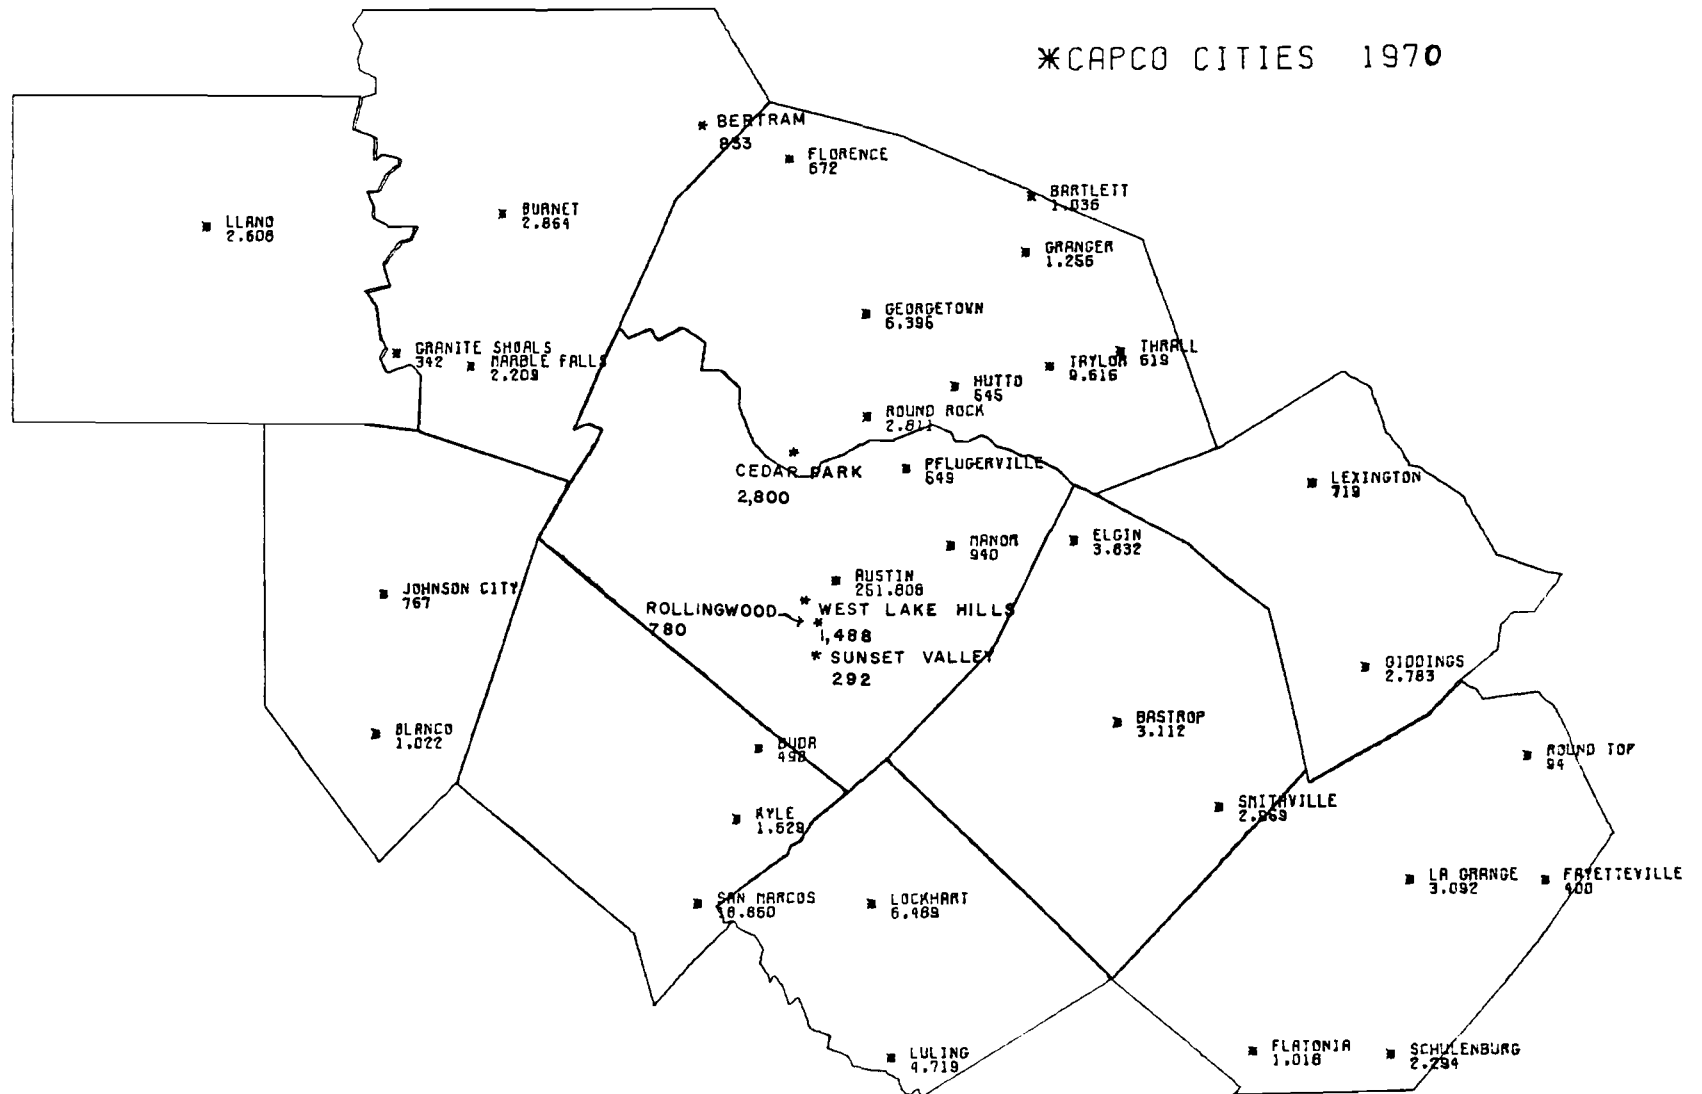 *CAPCO CITIES 1970
* BERTRAM
833
* FLORENCE
672
* BARTLETT
1.036
* BURNET
2.864
* LLANO
2.608
* GRANGER
1.256
* GEORGETOWN
6.396
* GRANITE SHOALS
342
* MARBLE FALLS
2.209
* THRALL
619
* TAYLOR
9.616
* HUTTO
545
* ROUND ROCK
2.811
*
CEDAR PARK
2,800
* PFLUGERVILLE
549
* LEXINGTON
719
* MANOR
940
* ELGIN
3.832
* AUSTIN
251.808
* JOHNSON CITY
767
ROLLINGWOOD
780
* WEST LAKE HILLS
1,488
* SUNSET VALLEY
292
* GIDDINGS
2.783
* BASTROP
3.112
* BLANCO
1.022
* BUDA
498
* ROUND TOP
94
* SMITHVILLE
2.959
* KYLE
1.629
* LA GRANGE
3.092
* FAYETTEVILLE
400
* SAN MARCOS
18.860
* LOCKHART
6.489
* LULING
4.719
* FLATONIA
1.018
* SCHULENBURG
2.294